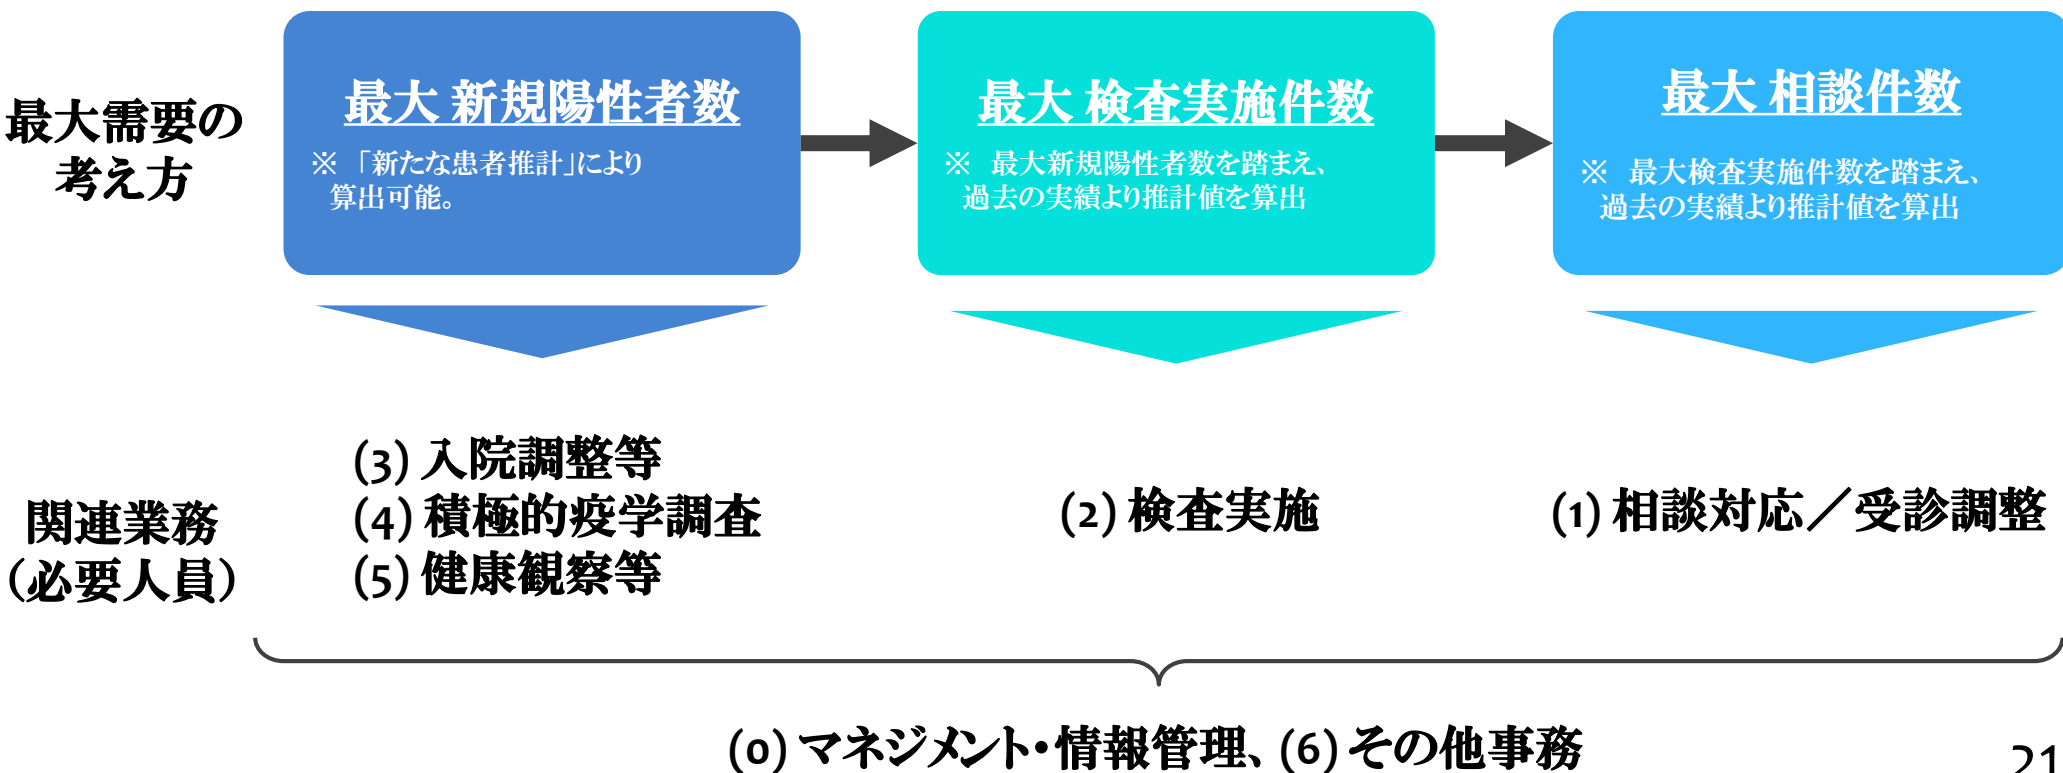 最大需要の
考え方
最大 新規陽性者数
※ 「新たな患者推計」により
算出可能。
最大 検査実施件数
※ 最大新規陽性者数を踏まえ、
過去の実績より推計値を算出
最大 相談件数
※ 最大検査実施件数を踏まえ、
過去の実績より推計値を算出
関連業務
(必要人員)
(3) 入院調整等
(4) 積極的疫学調査
(5) 健康観察等
(2) 検査実施
(1) 相談対応／受診調整
(0) マネジメント・情報管理、(6) その他事務
21